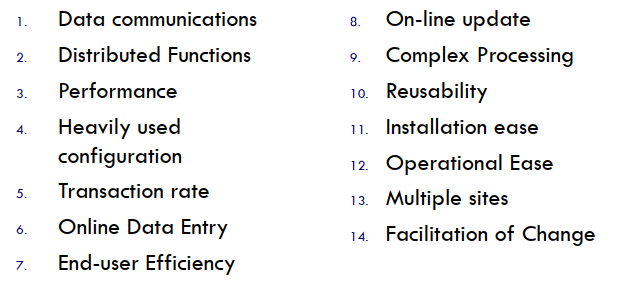 1. Data communications
2. Distributed Functions
3. Performance
4. Heavily used
configuration
5. Transaction rate
6. Online Data Entry
7. End-user Efficiency
8. On-line update
9. Complex Processing
10. Reusability
11. Installation ease
12. Operational Ease
13. Multiple sites
14. Facilitation of Change